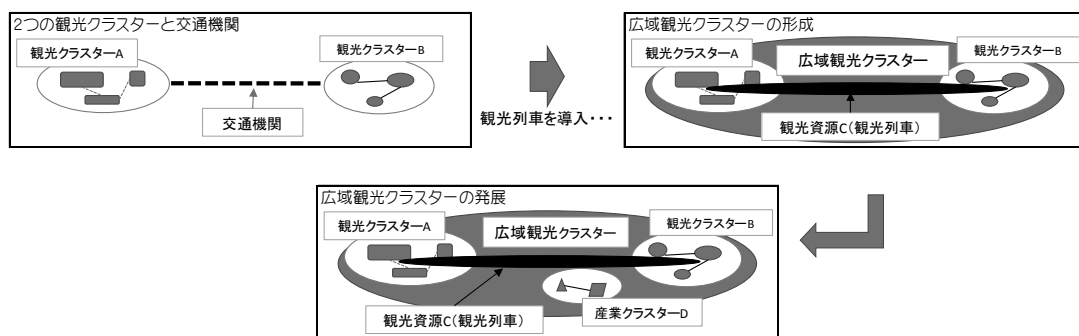 2つの観光クラスターと交通機関
観光クラスターA
観光クラスターB
交通機関
観光列車を導入・・・
広域観光クラスターの形成
観光クラスターA
広域観光クラスター
観光クラスターB
観光資源C(観光列車)
広域観光クラスターの発展
観光クラスターA
広域観光クラスター
観光クラスターB
観光資源C(観光列車)
産業クラスターD